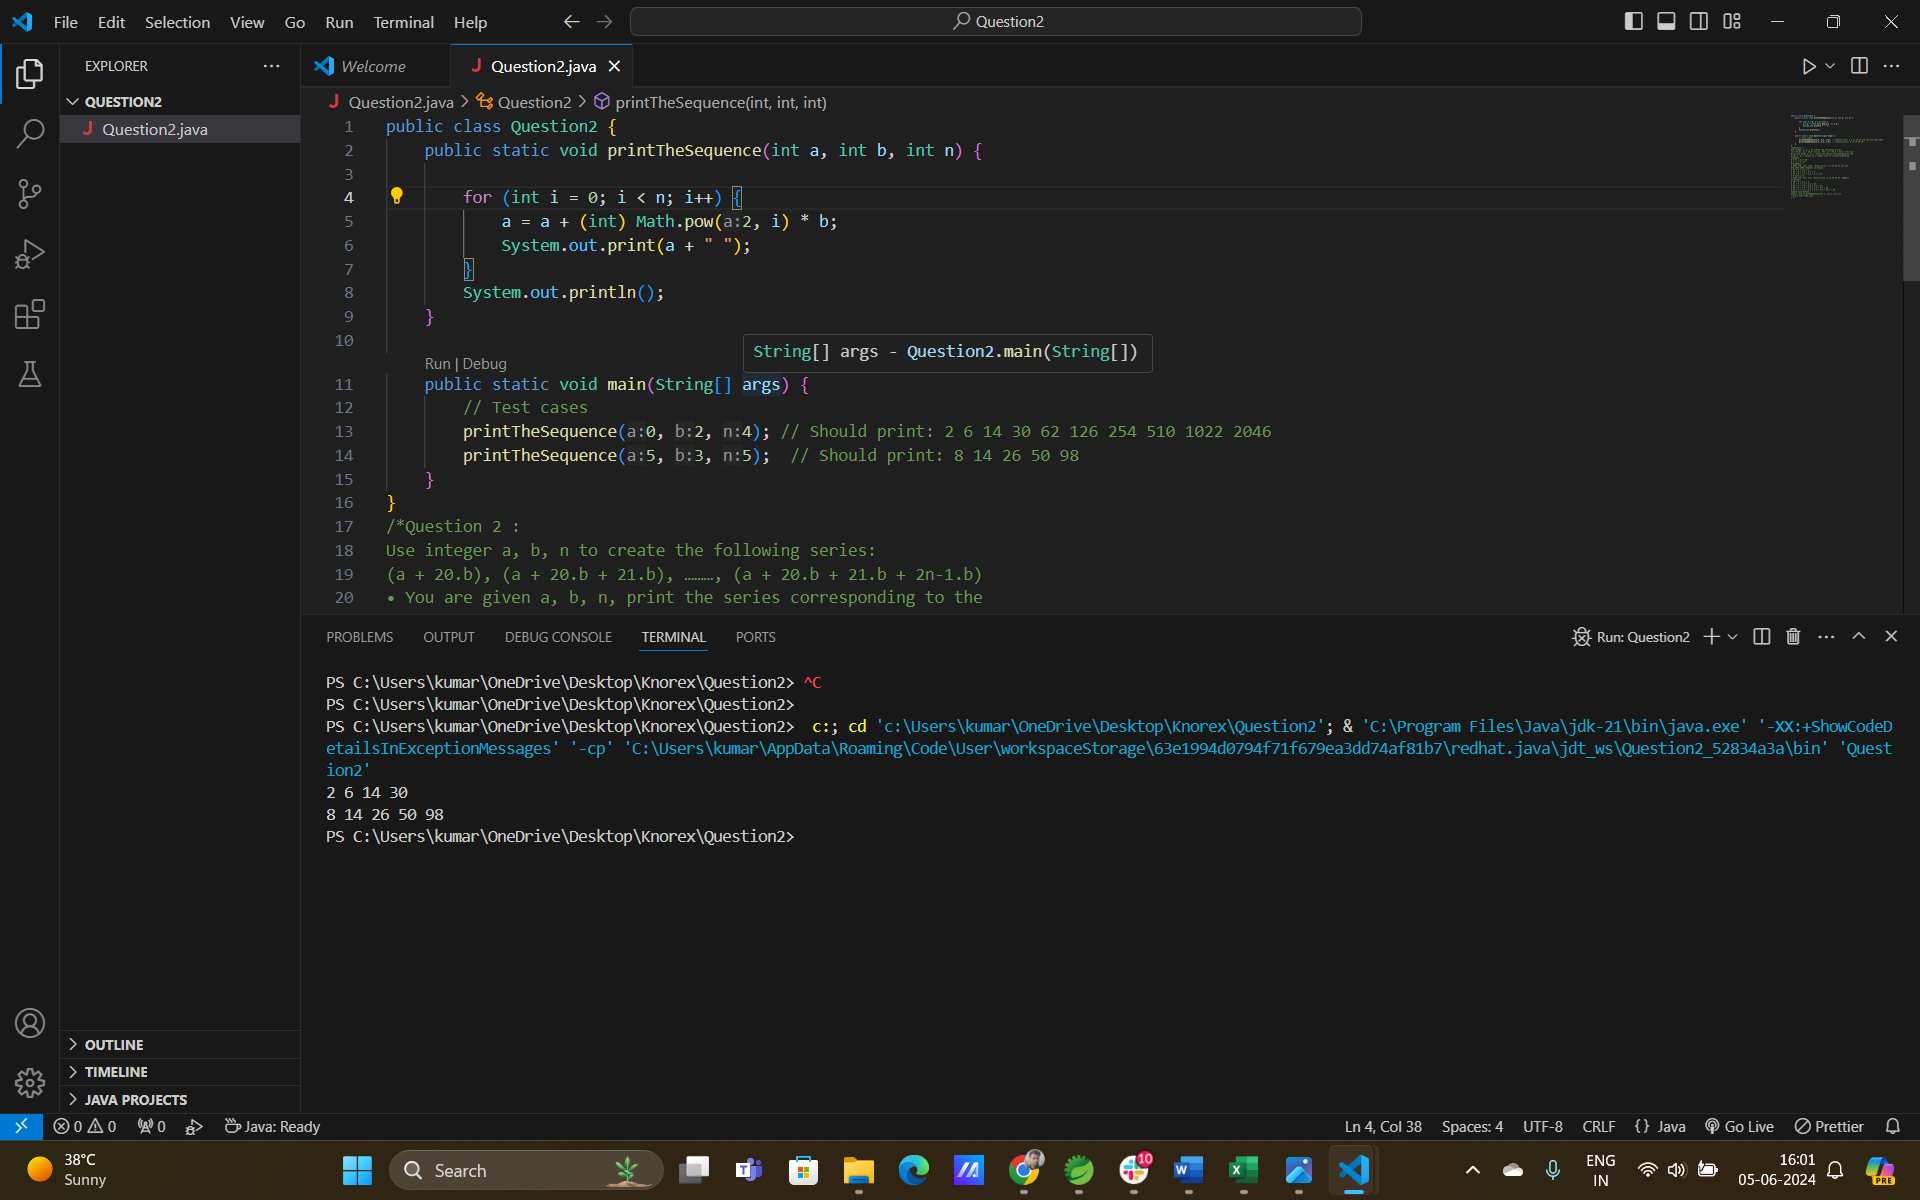 File Edit Selection View Go Run Terminal Help
Question2
EXPLORER
QUESTION2
J Question2.java
OUTLINE
TIMELINE
JAVA PROJECTS
Welcome
J Question2.java
J Question2.java > Question2 > printTheSequence(int, int, int)
1 public class Question2 {
2 public static void printTheSequence(int a, int b, int n) {
3
4 for (int i = 0; i < n; i++) {
5 a = a + (int) Math.pow(a:2, i) * b;
6 System.out.print(a + " ");
7 }
8 System.out.println();
9 }
10
String[] args - Question2.main(String[])
Run | Debug
11 public static void main(String[] args) {
12 // Test cases
13 printTheSequence(a:0, b:2, n:4); // Should print: 2 6 14 30 62 126 254 510 1022 2046
14 printTheSequence(a:5, b:3, n:5); // Should print: 8 14 26 50 98
15 }
16 }
17 /*Question 2 :
18 Use integer a, b, n to create the following series:
19 (a + 20.b), (a + 20.b + 21.b), ………, (a + 20.b + 21.b + 2n-1.b)
20 • You are given a, b, n, print the series corresponding to the
PROBLEMS OUTPUT DEBUG CONSOLE TERMINAL PORTS
Run: Question2
PS C:\Users\kumar\OneDrive\Desktop\Knorex\Question2> ^C
PS C:\Users\kumar\OneDrive\Desktop\Knorex\Question2>
PS C:\Users\kumar\OneDrive\Desktop\Knorex\Question2> c:; cd 'c:\Users\kumar\OneDrive\Desktop\Knorex\Question2'; & 'C:\Program Files\Java\jdk-21\bin\java.exe' '-XX:+ShowCodeD
etailsInExceptionMessages' '-cp' 'C:\Users\kumar\AppData\Roaming\Code\User\workspaceStorage\63e1994d0794f71f679ea3dd74af81b7\redhat.java\jdt_ws\Question2_52834a3a\bin' 'Quest
ion2'
2 6 14 30
8 14 26 50 98
PS C:\Users\kumar\OneDrive\Desktop\Knorex\Question2>
0 0 0 Java: Ready
Ln 4, Col 38 Spaces: 4 UTF-8 CRLF {} Java Go Live Prettier
38°C
Sunny
Search
10
ENG
IN
16:01
05-06-2024
PRE